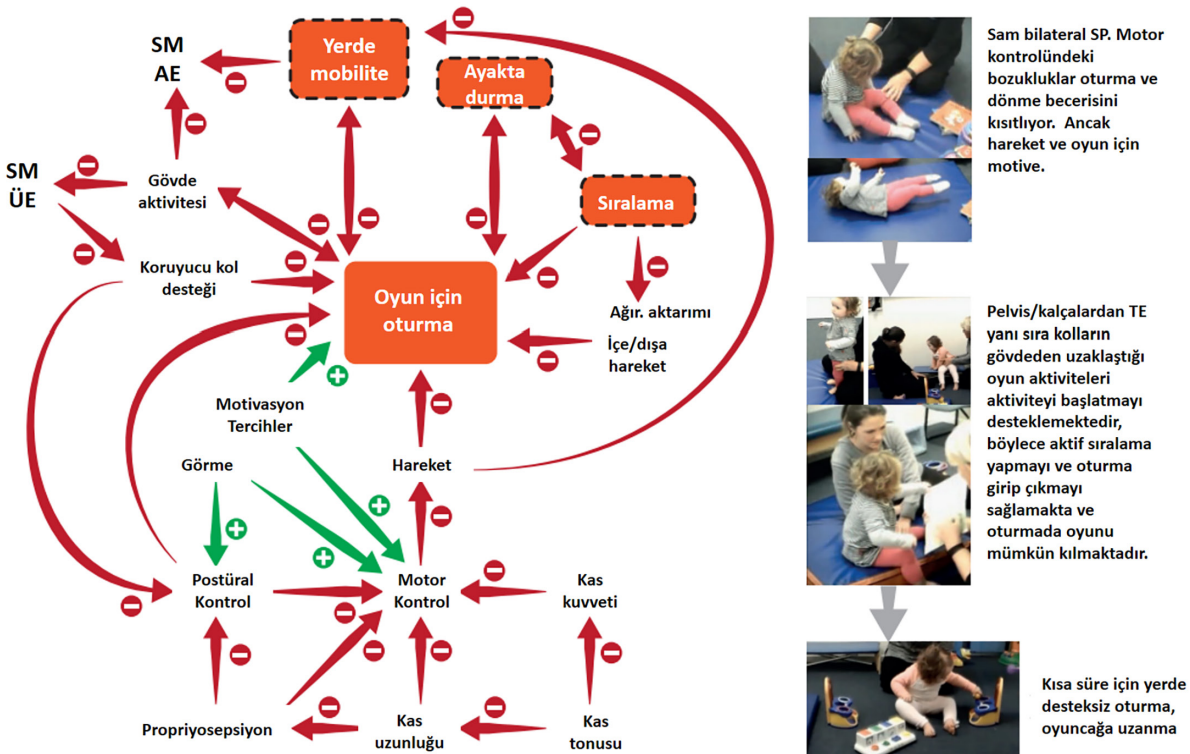 SM
AE
Yerde
mobilite
Ayakta
durma
SM
ÜE
Gövde
aktivitesi
Sıralama
Koruyucu kol
desteği
Oyun için
oturma
Ağır. aktarımı
İçe/dışa
hareket
Motivasyon
Tercihler
Görme
Hareket
Postüral
Kontrol
Motor
Kontrol
Kas
kuvveti
Propriyosepsiyon
Kas
uzunluğu
Kas
tonusu
Sam bilateral SP. Motor
kontrolündeki
bozukluklar oturma ve
dönme becerisini
kısıtlıyor. Ancak
hareket ve oyun için
motive.
Pelvis/kalçalardan TE
yanı sıra kolların
gövdeden uzaklaştığı
oyun aktiviteleri
aktiviteyi başlatmayı
desteklemektedir,
böylece aktif sıralama
yapmayı ve oturma
girip çıkmayı
sağlamakta ve
oturmada oyunu
mümkün kılmaktadır.
Kısa süre için yerde
desteksiz oturma,
oyuncağa uzanma